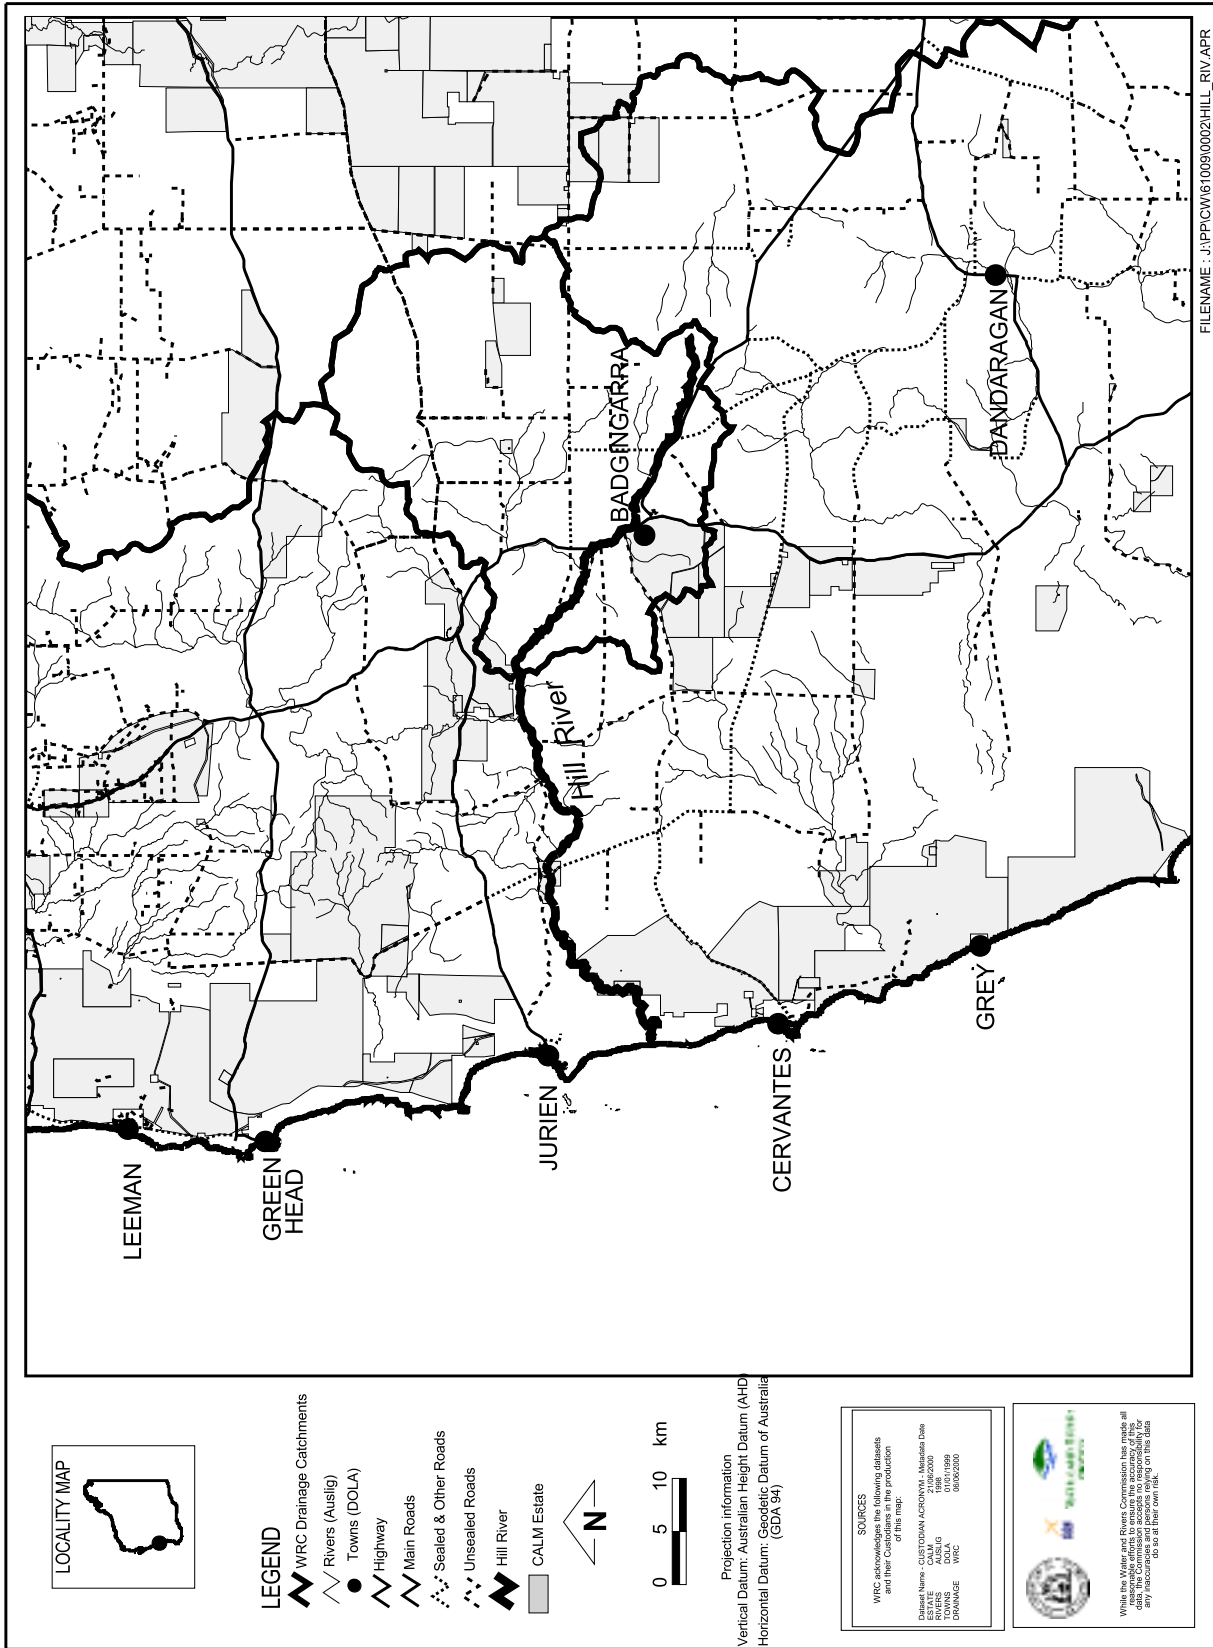 LOCALITY MAP
LEGEND
WRC Drainage Catchments
Rivers (Auslig)
Towns (DOLA)
Highway
Main Roads
Sealed & Other Roads
Unsealed Roads
Hill River
CALM Estate
N
0 5 10 km
Projection information
Vertical Datum: Australian Height Datum (AHD)
Horizontal Datum: Geodetic Datum of Australia
(GDA 94)
SOURCES
WRC acknowledges the following datasets
and their Custodians in the production
of this map:
Dataset Name - CUSTODIAN ACRONYM - Metadata Date
ESTATE CALM 21/06/2000
RIVERS AUSLIG 1998
TOWNS DOLA 01/01/1999
DRAINAGE WRC 06/06/2000
While the Water and Rivers Commission has made all
reasonable efforts to ensure the accuracy of this
data, the Commission accepts no responsibility for
any inaccuracies and persons relying on this data
do so at their own risk.
LEEMAN
GREEN
HEAD
JURIEN
CERVANTES
GREY
Hill River
BADGINGARRA
DANDARAGAN
FILENAME : J:\PP\CW\61009\0002\HILL_RIV.APR